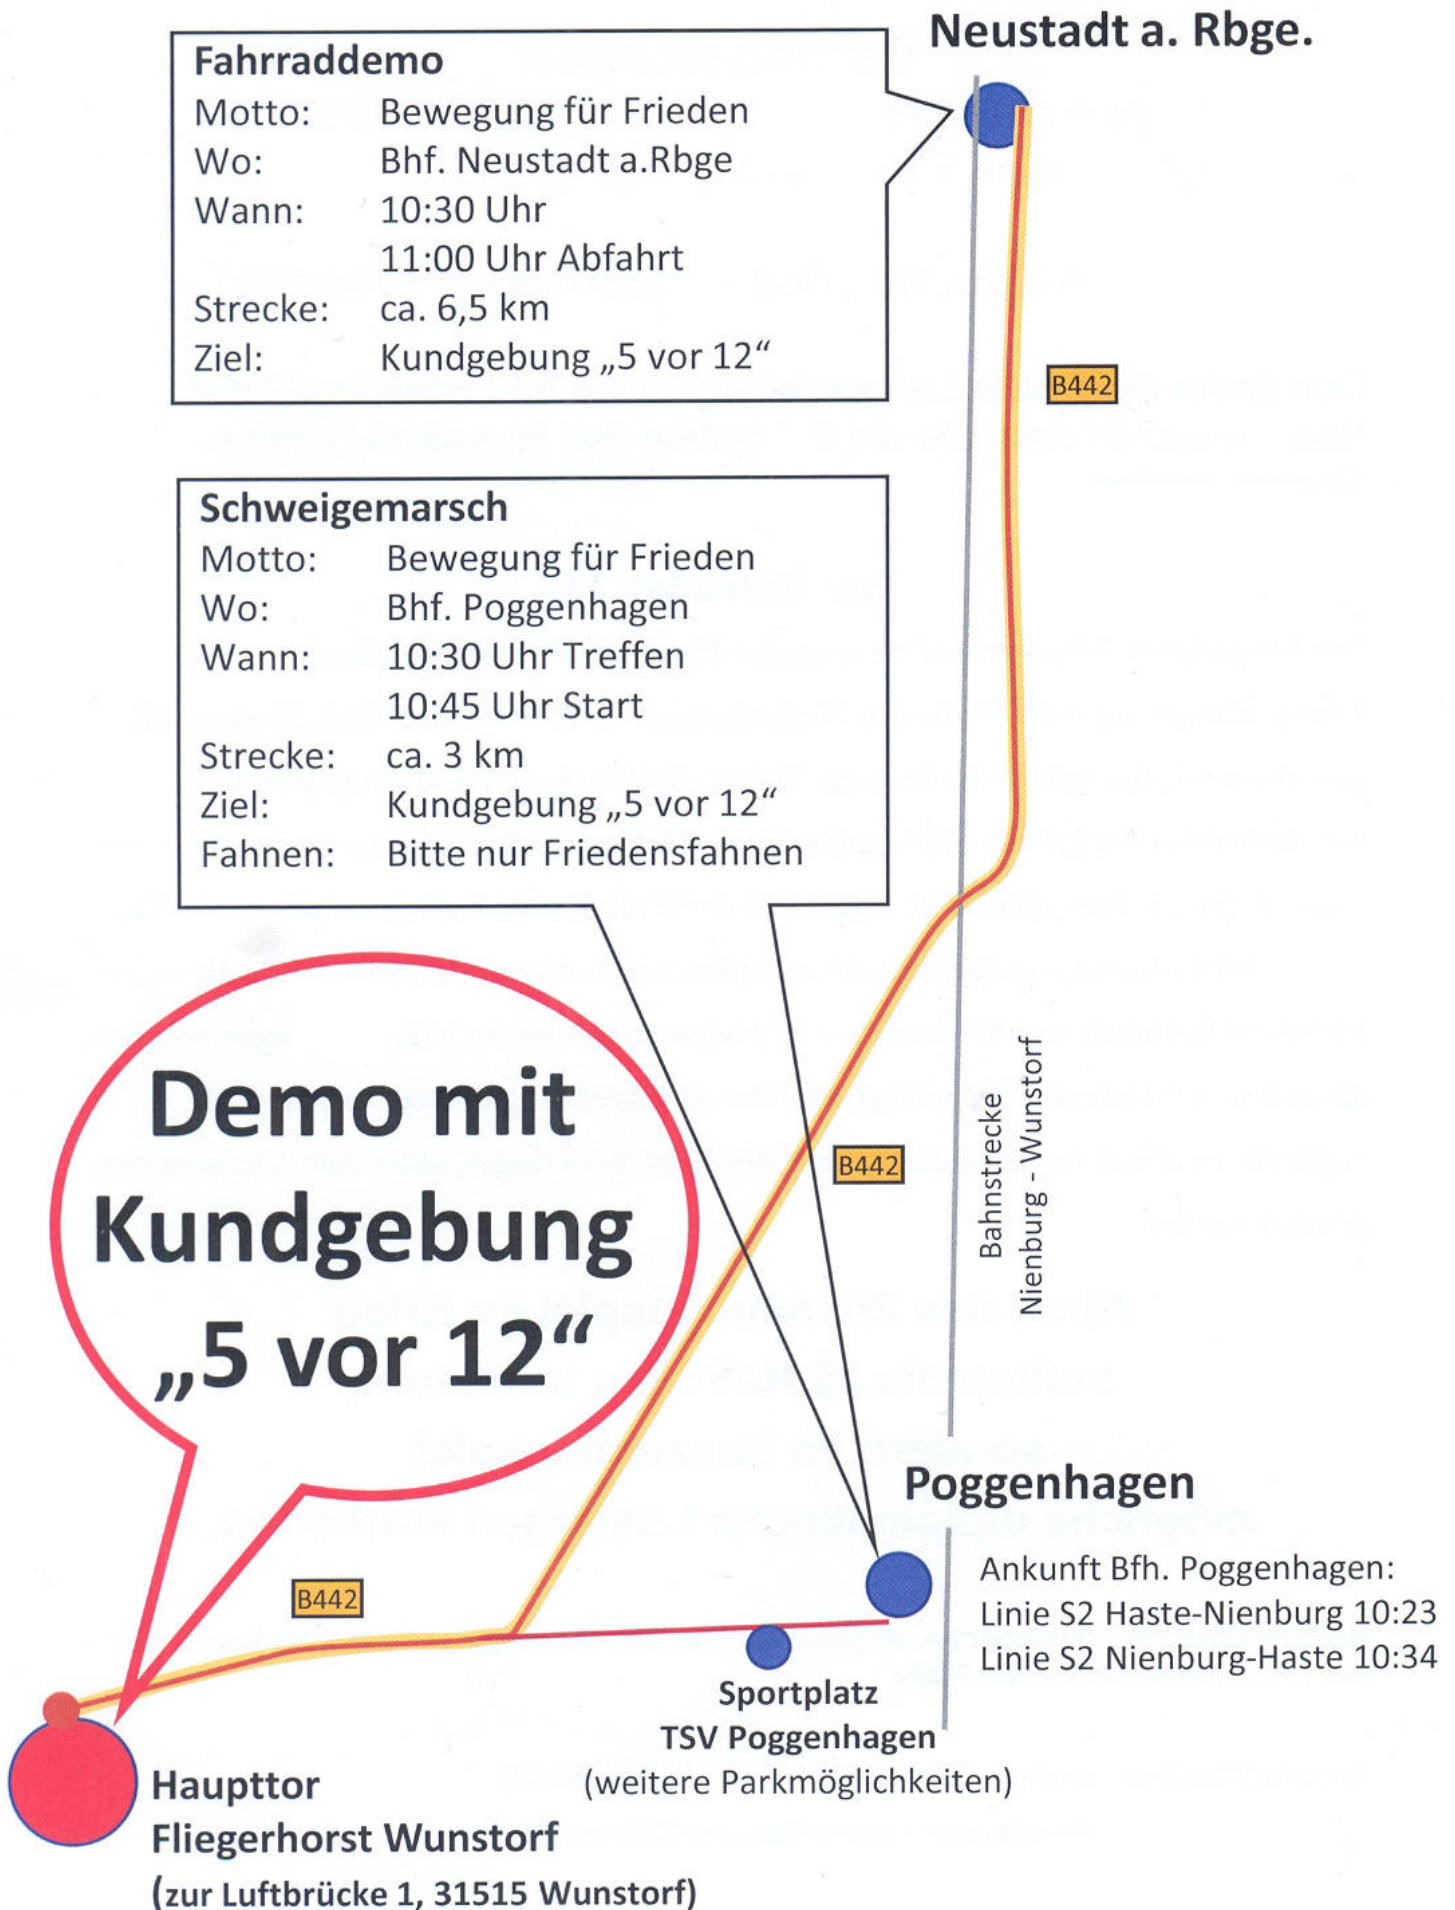 Neustadt a. Rbge.
Fahrraddemo
Motto: Bewegung für Frieden
Wo: Bhf. Neustadt a.Rbge
Wann: 10:30 Uhr
11:00 Uhr Abfahrt
Strecke: ca. 6,5 km
Ziel: Kundgebung „5 vor 12“
B442
Schweigemarsch
Motto: Bewegung für Frieden
Wo: Bhf. Poggenhagen
Wann: 10:30 Uhr Treffen
10:45 Uhr Start
Strecke: ca. 3 km
Ziel: Kundgebung „5 vor 12“
Fahnen: Bitte nur Friedensfahnen
Demo mit
Kundgebung
„5 vor 12“
B442
Bahnstrecke
Nienburg - Wunstorf
Poggenhagen
Ankunft Bfh. Poggenhagen:
Linie S2 Haste-Nienburg 10:23
Linie S2 Nienburg-Haste 10:34
B442
Sportplatz
TSV Poggenhagen
(weitere Parkmöglichkeiten)
Haupttor
Fliegerhorst Wunstorf
(zur Luftbrücke 1, 31515 Wunstorf)